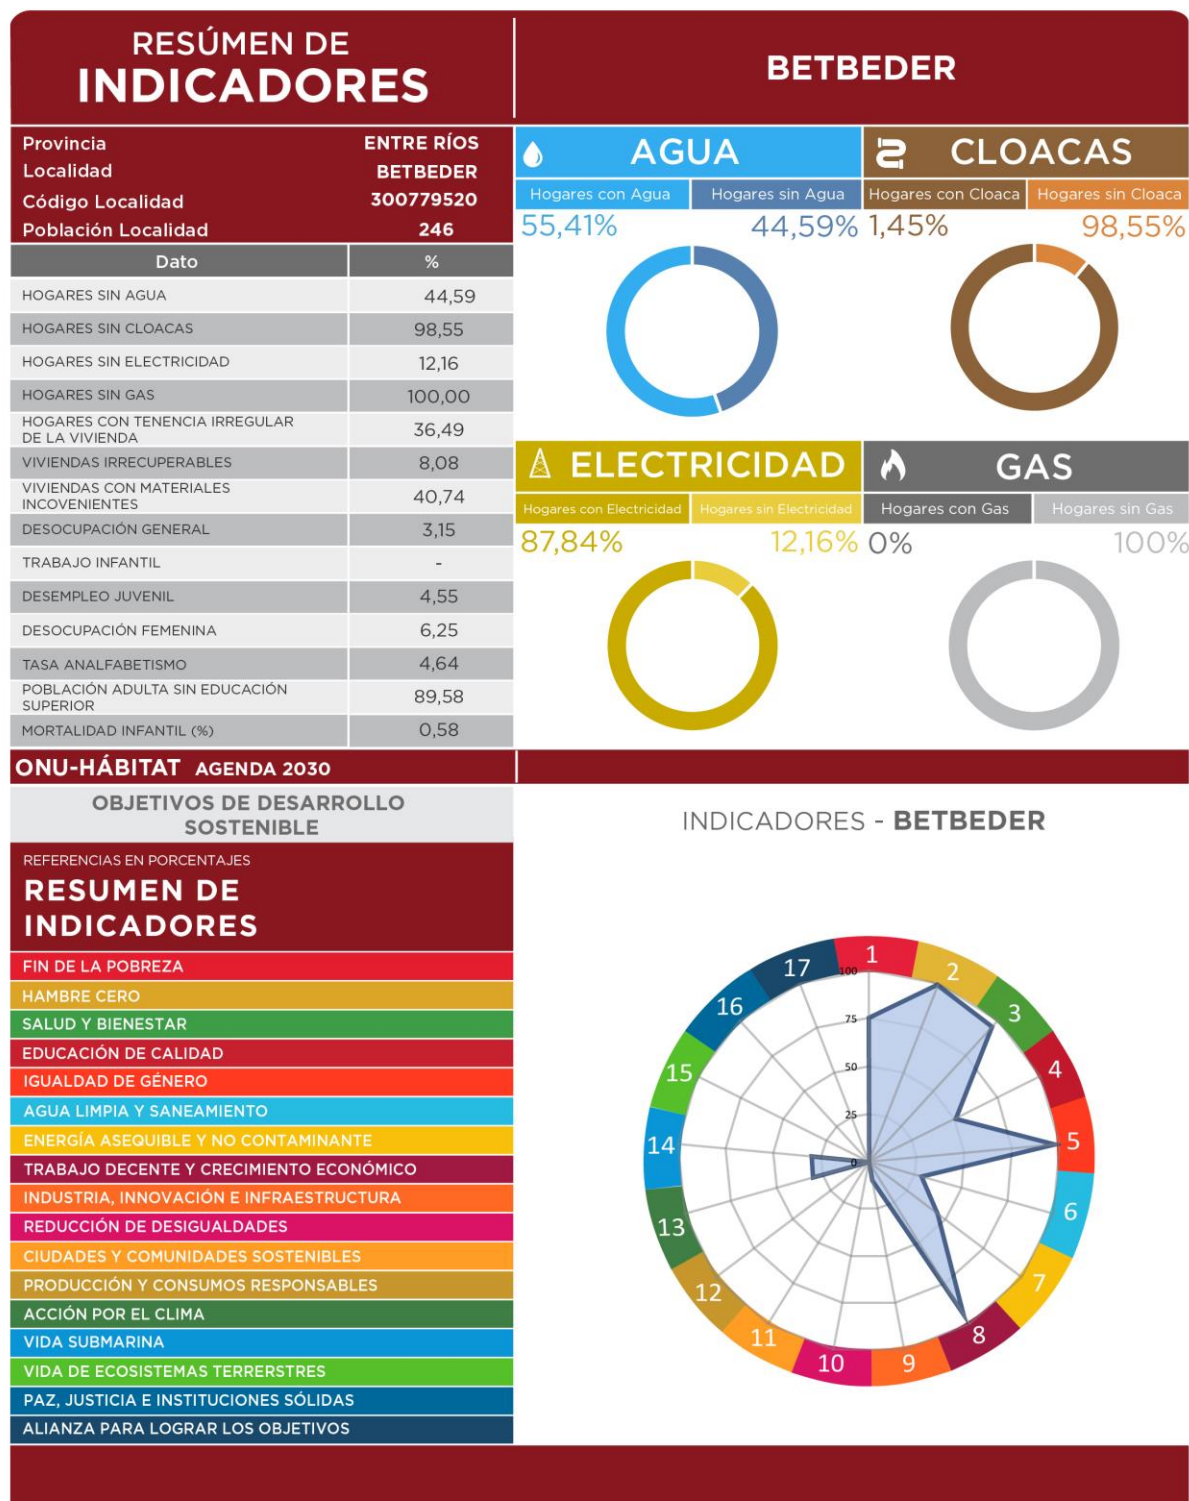 RESÚMEN DE
INDICADORES
BETBEDER
Provincia ENTRE RÍOS
Localidad BETBEDER
Código Localidad 300779520
Población Localidad 246
Dato %
HOGARES SIN AGUA 44,59
HOGARES SIN CLOACAS 98,55
HOGARES SIN ELECTRICIDAD 12,16
HOGARES SIN GAS 100,00
HOGARES CON TENENCIA IRREGULAR
DE LA VIVIENDA 36,49
VIVIENDAS IRRECUPERABLES 8,08
VIVIENDAS CON MATERIALES
INCOVENIENTES 40,74
DESOCUPACIÓN GENERAL 3,15
TRABAJO INFANTIL -
DESEMPLEO JUVENIL 4,55
DESOCUPACIÓN FEMENINA 6,25
TASA ANALFABETISMO 4,64
POBLACIÓN ADULTA SIN EDUCACIÓN
SUPERIOR 89,58
MORTALIDAD INFANTIL (%) 0,58
AGUA
Hogares con Agua Hogares sin Agua
55,41% 44,59%
CLOACAS
Hogares con Cloaca Hogares sin Cloaca
1,45% 98,55%
ELECTRICIDAD
Hogares con Electricidad Hogares sin Electricidad
87,84% 12,16%
GAS
Hogares con Gas Hogares sin Gas
0% 100%
ONU-HÁBITAT AGENDA 2030
OBJETIVOS DE DESARROLLO
SOSTENIBLE
REFERENCIAS EN PORCENTAJES
RESUMEN DE
INDICADORES
FIN DE LA POBREZA
HAMBRE CERO
SALUD Y BIENESTAR
EDUCACIÓN DE CALIDAD
IGUALDAD DE GÉNERO
AGUA LIMPIA Y SANEAMIENTO
ENERGÍA ASEQUIBLE Y NO CONTAMINANTE
TRABAJO DECENTE Y CRECIMIENTO ECONÓMICO
INDUSTRIA, INNOVACIÓN E INFRAESTRUCTURA
REDUCCIÓN DE DESIGUALDADES
CIUDADES Y COMUNIDADES SOSTENIBLES
PRODUCCIÓN Y CONSUMOS RESPONSABLES
ACCIÓN POR EL CLIMA
VIDA SUBMARINA
VIDA DE ECOSISTEMAS TERRERSTRES
PAZ, JUSTICIA E INSTITUCIONES SÓLIDAS
ALIANZA PARA LOGRAR LOS OBJETIVOS
INDICADORES - BETBEDER
1
2
3
4
5
6
7
8
9
10
11
12
13
14
15
16
17
100
75
50
25
0